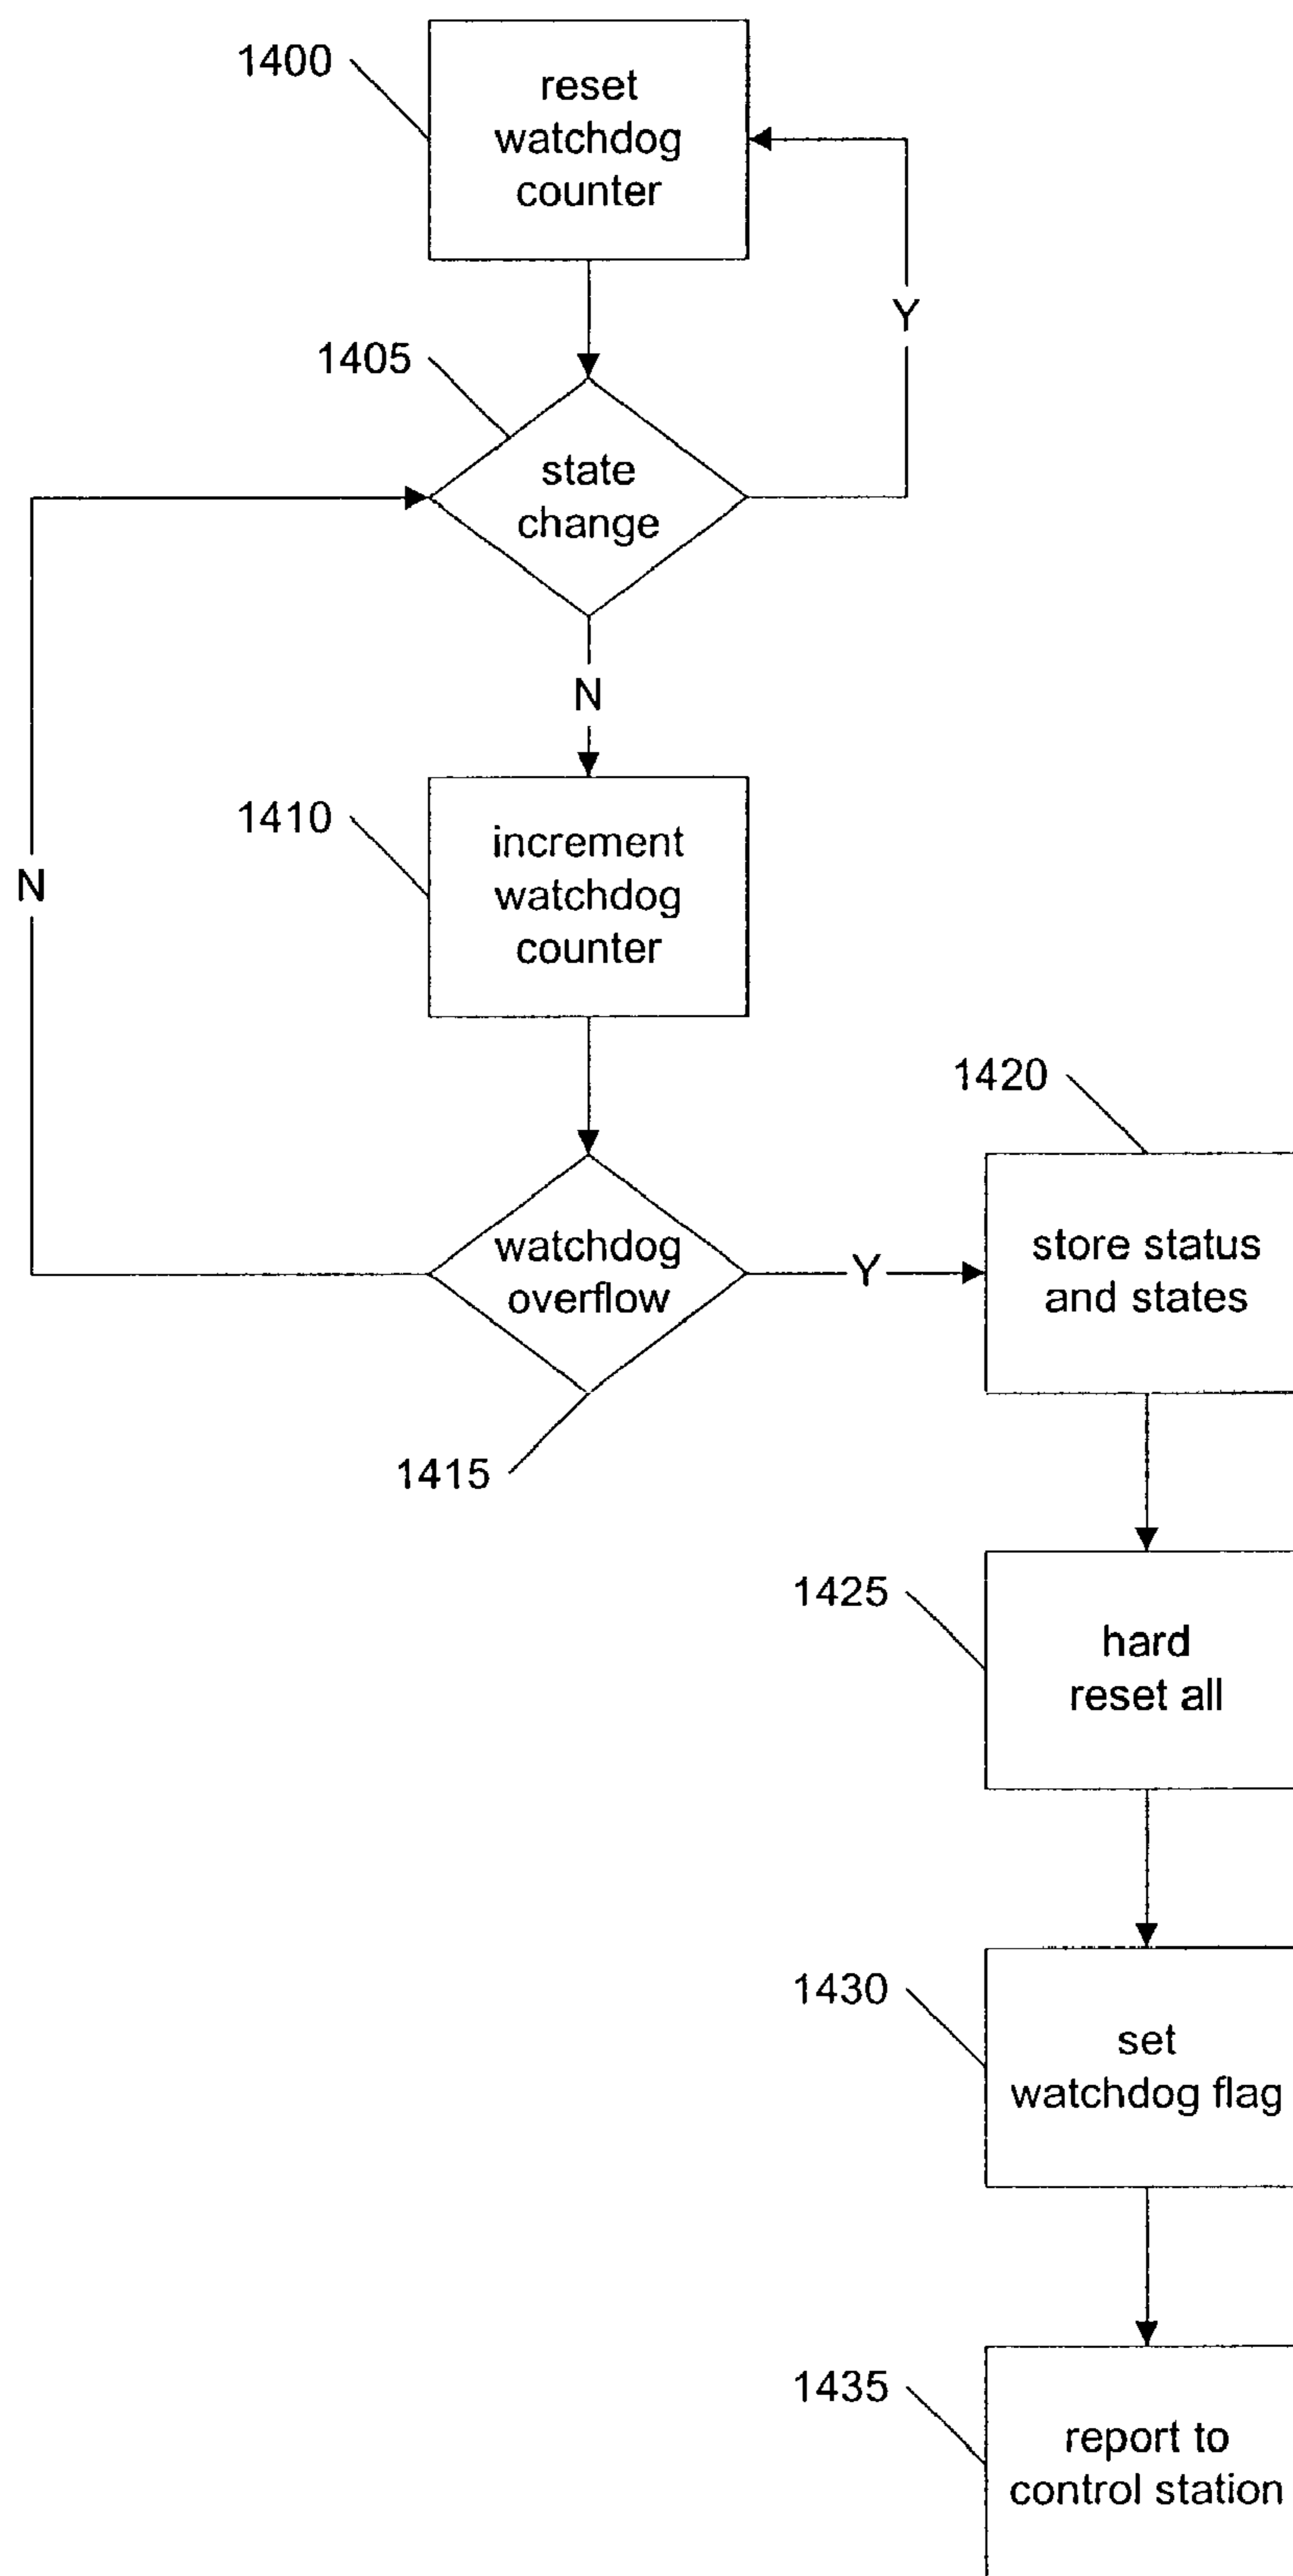 1400
reset
watchdog
counter
Y
1405
state
change
N
1410
increment
watchdog
counter
N
1420
watchdog
overflow
Y
store status
and states
1415
1425
hard
reset all
1430
set
watchdog flag
1435
report to
control station